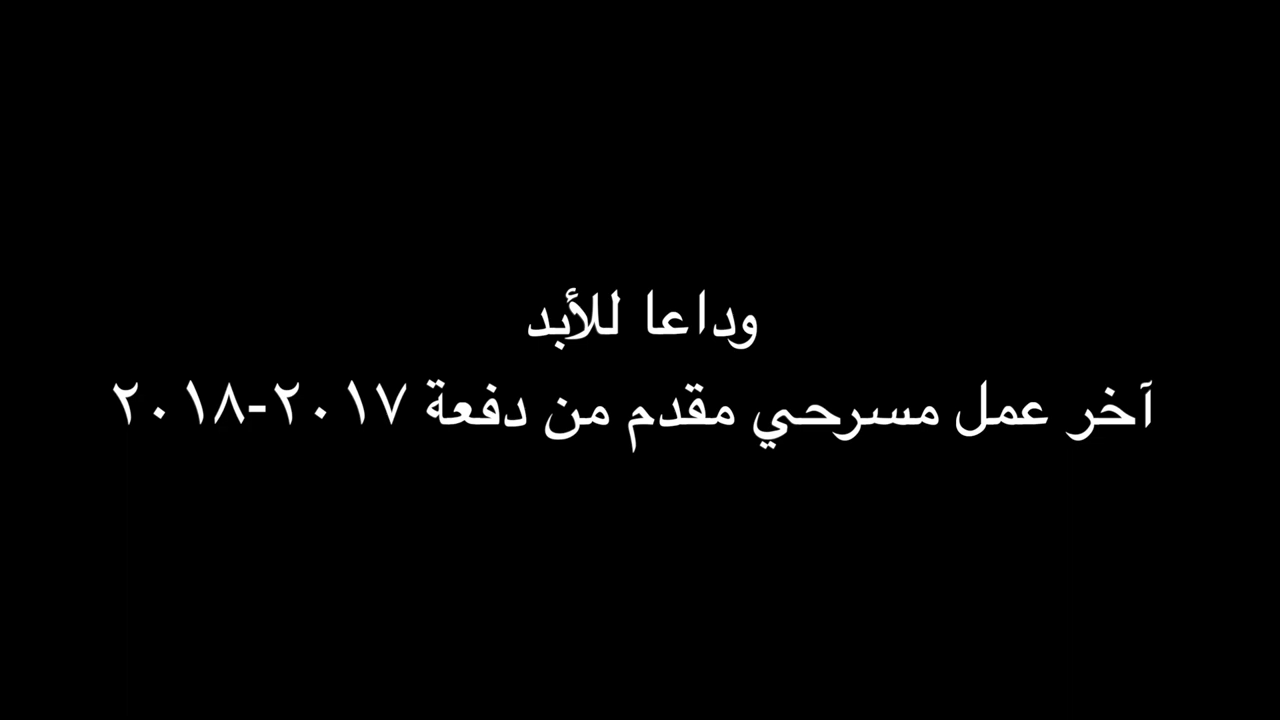 وداعا للأبد
آخر عمل مسرحي مقدم من دفعة ٢٠١٧-٢٠١٨